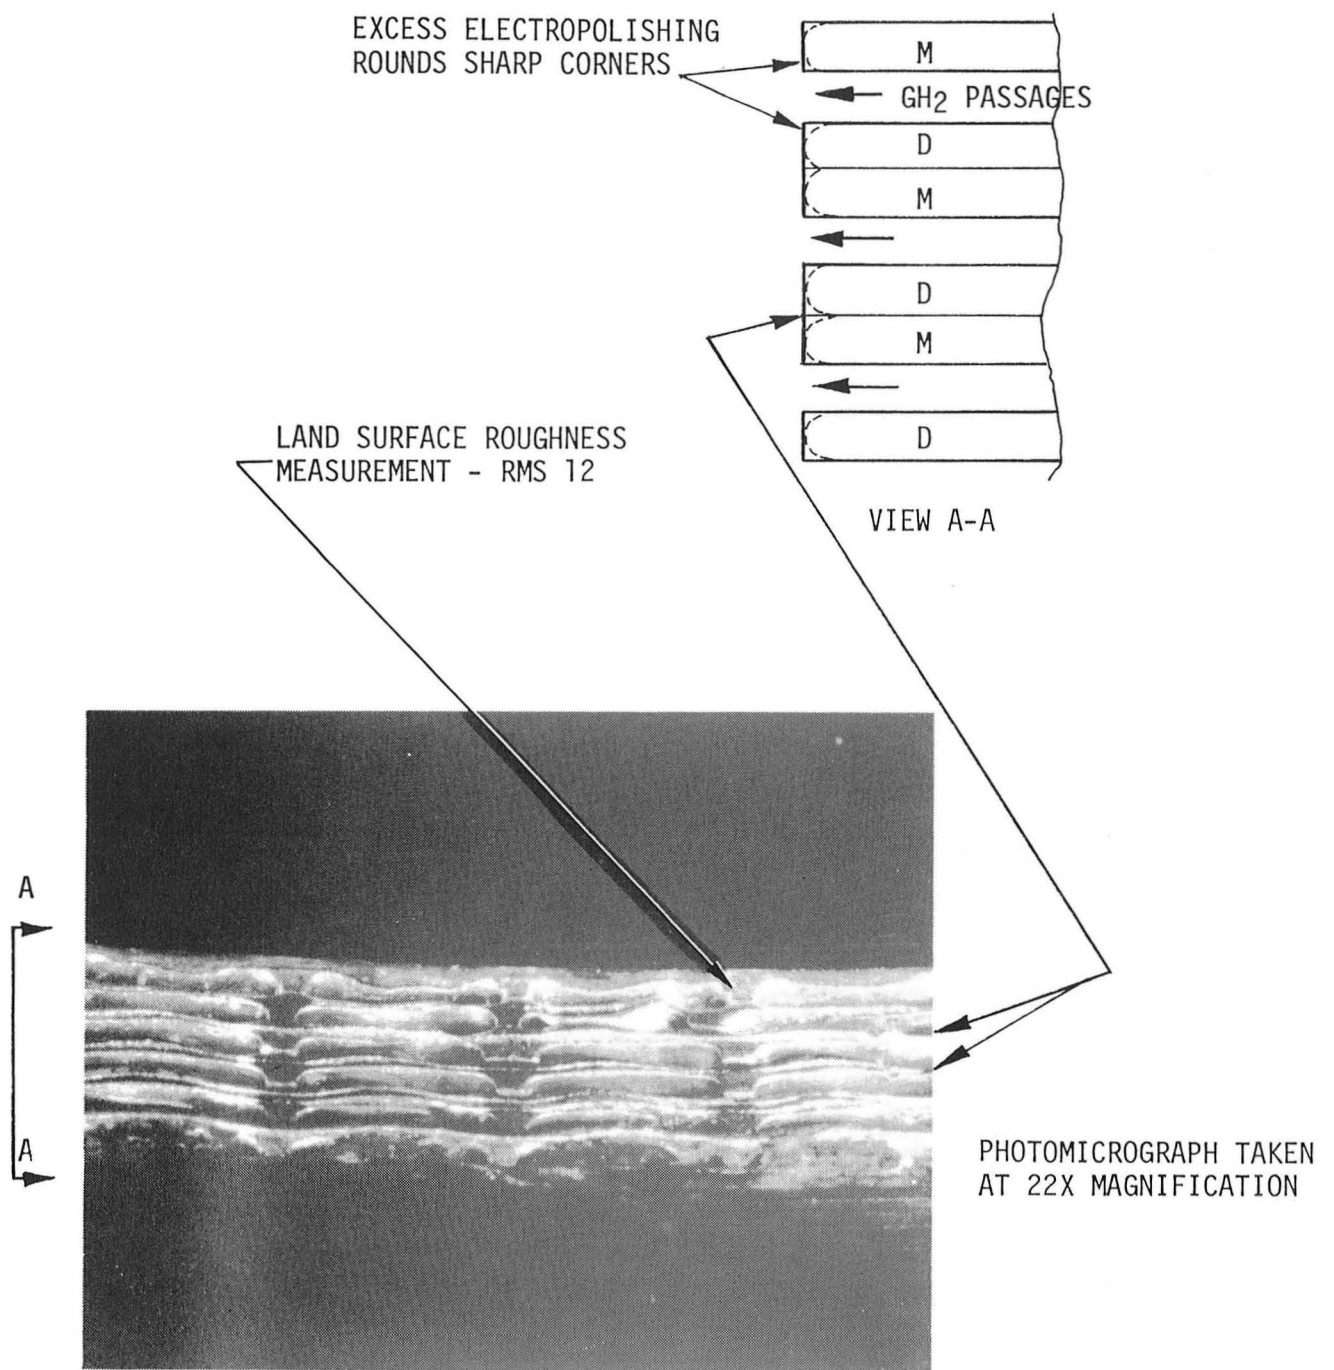 EXCESS ELECTROPOLISHING
ROUNDS SHARP CORNERS
M
GH2 PASSAGES
D
M
D
M
D
VIEW A-A
LAND SURFACE ROUGHNESS
MEASUREMENT - RMS 12
A
A
PHOTOMICROGRAPH TAKEN
AT 22X MAGNIFICATION